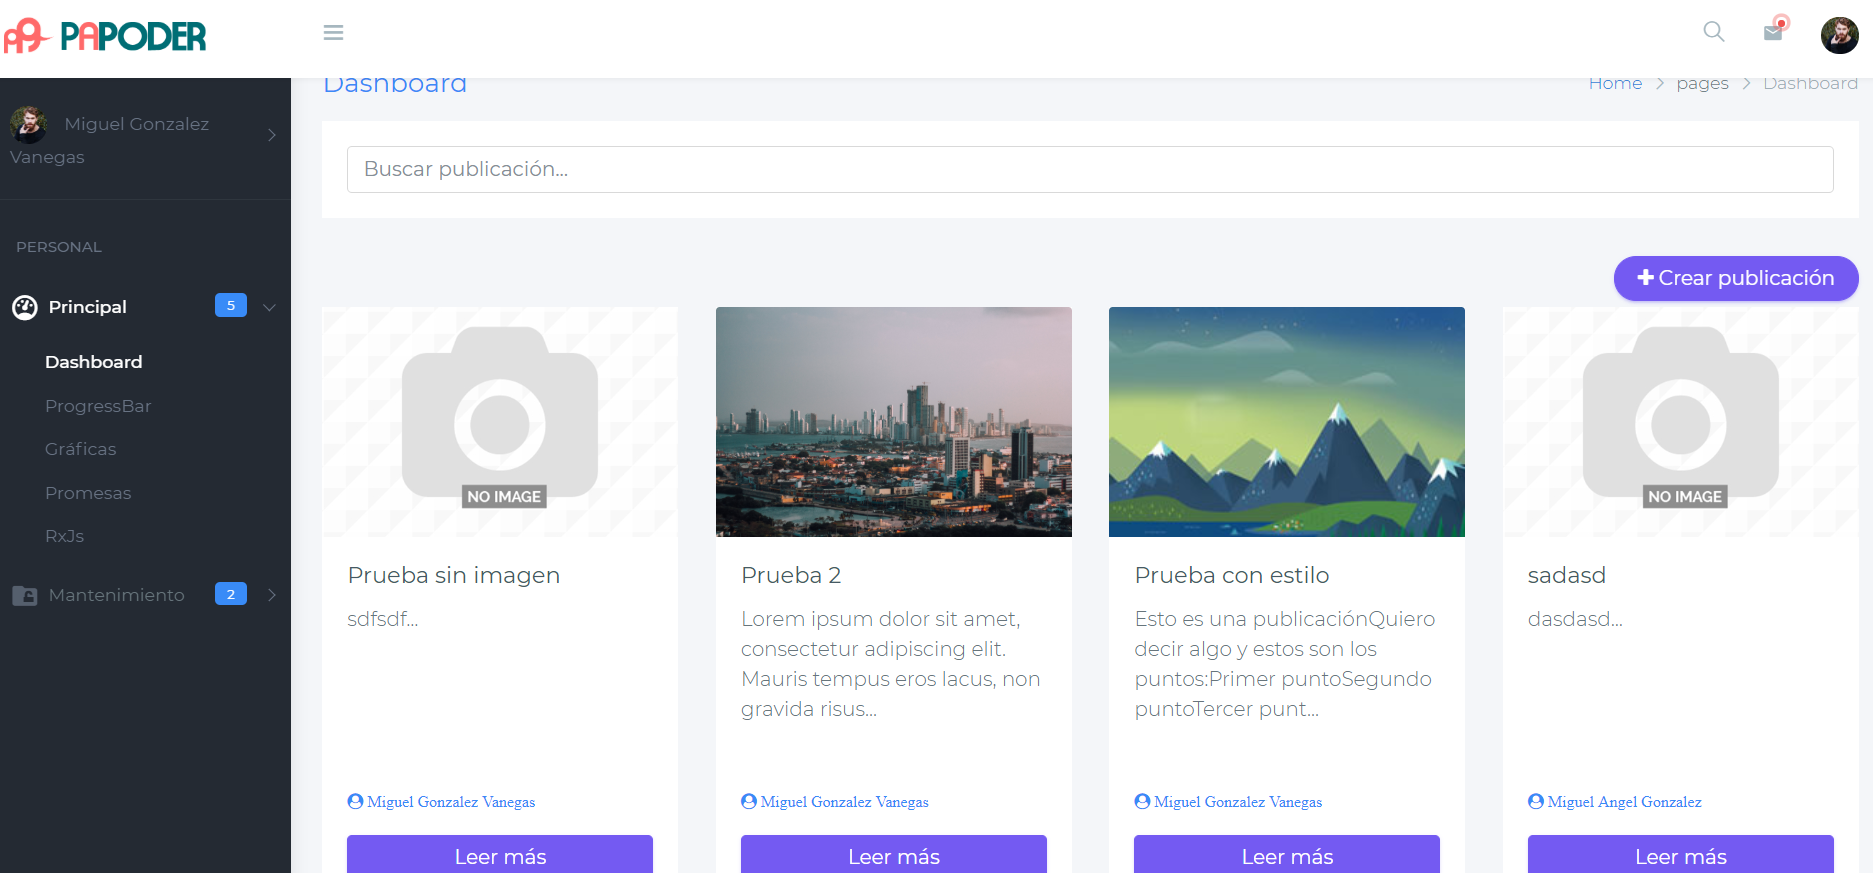 PAPODER
Dashboard
Home > pages > Dashboard
Miguel Gonzalez
Vanegas
Buscar publicación...
PERSONAL
Crear publicación
Principal 5
Dashboard
ProgressBar
Gráficas
Promesas
RxJs
Mantenimiento 2
NO IMAGE
Prueba sin imagen
sdfsdf...
Miguel Gonzalez Vanegas
Leer más
Prueba 2
Lorem ipsum dolor sit amet,
consectetur adipiscing elit.
Mauris tempus eros lacus, non
gravida risus...
Miguel Gonzalez Vanegas
Leer más
Prueba con estilo
Esto es una publicaciónQuiero
decir algo y estos son los
puntos:Primer puntoSegundo
puntoTercer punt...
Miguel Gonzalez Vanegas
Leer más
NO IMAGE
sadasd
dasdasd...
Miguel Angel Gonzalez
Leer más